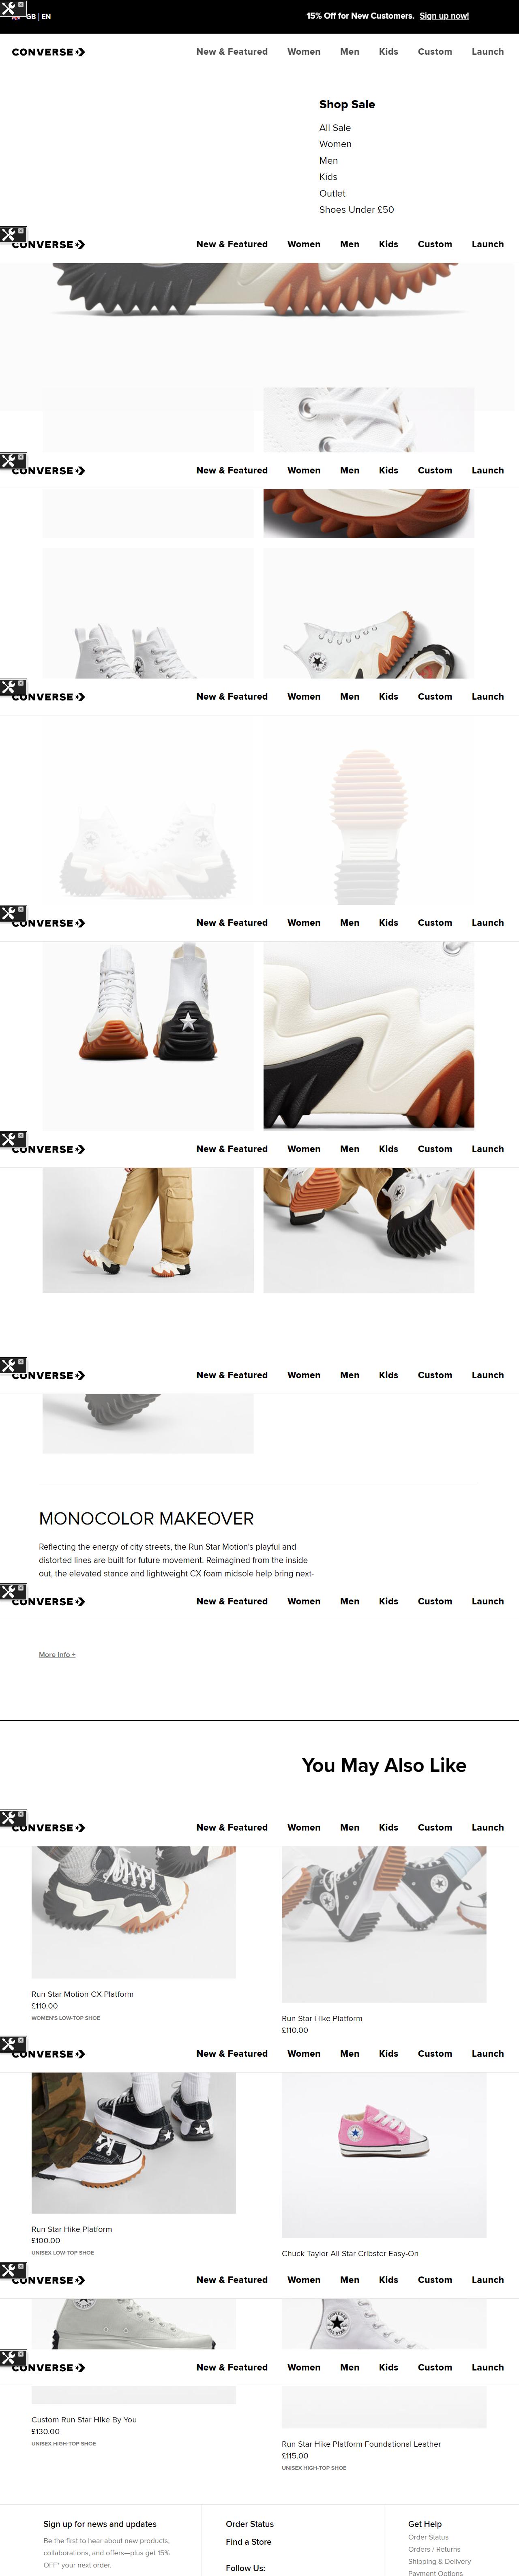 GB | EN
15% Off for New Customers. Sign up now!
CONVERSE
New & Featured Women Men Kids Custom Launch
Shop Sale
All Sale
Women
Men
Kids
Outlet
Shoes Under £50
CONVERSE
New & Featured Women Men Kids Custom Launch
CONVERSE
New & Featured Women Men Kids Custom Launch
CONVERSE
New & Featured Women Men Kids Custom Launch
CONVERSE
New & Featured Women Men Kids Custom Launch
CONVERSE
New & Featured Women Men Kids Custom Launch
CONVERSE
New & Featured Women Men Kids Custom Launch
MONOCOLOR MAKEOVER
Reflecting the energy of city streets, the Run Star Motion's playful and
distorted lines are built for future movement. Reimagined from the inside
out, the elevated stance and lightweight CX foam midsole help bring next-
CONVERSE
New & Featured Women Men Kids Custom Launch
More Info +
You May Also Like
CONVERSE
New & Featured Women Men Kids Custom Launch
Run Star Motion CX Platform
£110.00
WOMEN'S LOW-TOP SHOE
Run Star Hike Platform
£110.00
CONVERSE
New & Featured Women Men Kids Custom Launch
Run Star Hike Platform
£100.00
UNISEX LOW-TOP SHOE
Chuck Taylor All Star Cribster Easy-On
CONVERSE
New & Featured Women Men Kids Custom Launch
CONVERSE
ALL STAR
CONVERSE
New & Featured Women Men Kids Custom Launch
Custom Run Star Hike By You
£130.00
UNISEX HIGH-TOP SHOE
Run Star Hike Platform Foundational Leather
£115.00
UNISEX HIGH-TOP SHOE
Sign up for news and updates
Be the first to hear about new products,
collaborations, and offers—plus get 15%
OFF* your next order.
Order Status
Find a Store
Follow Us:
Get Help
Order Status
Orders / Returns
Shipping & Delivery
Payment Options